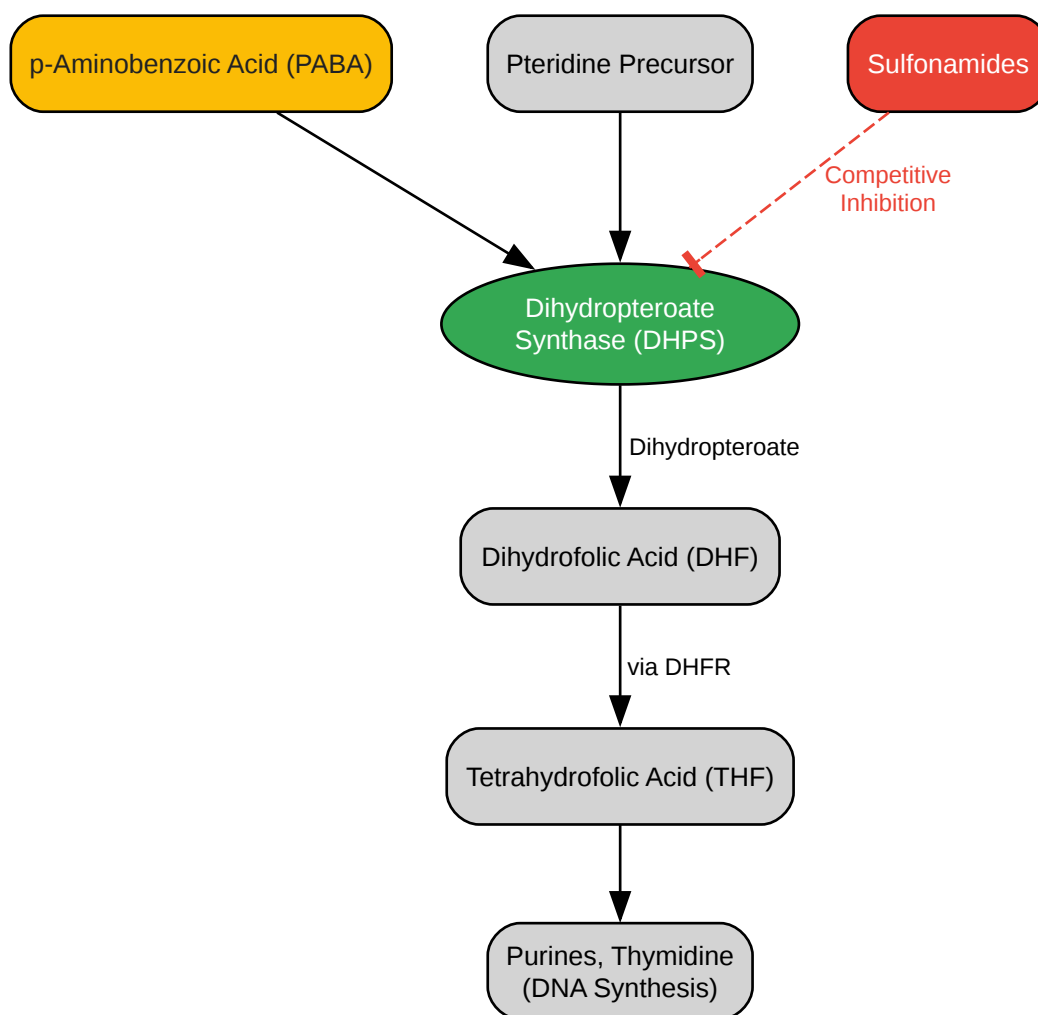 p-Aminobenzoic Acid (PABA)
Pteridine Precursor
Sulfonamides
Competitive
Inhibition
Dihydropteroate
Synthase (DHPS)
Dihydropteroate
Dihydrofolic Acid (DHF)
via DHFR
Tetrahydrofolic Acid (THF)
Purines, Thymidine
(DNA Synthesis)